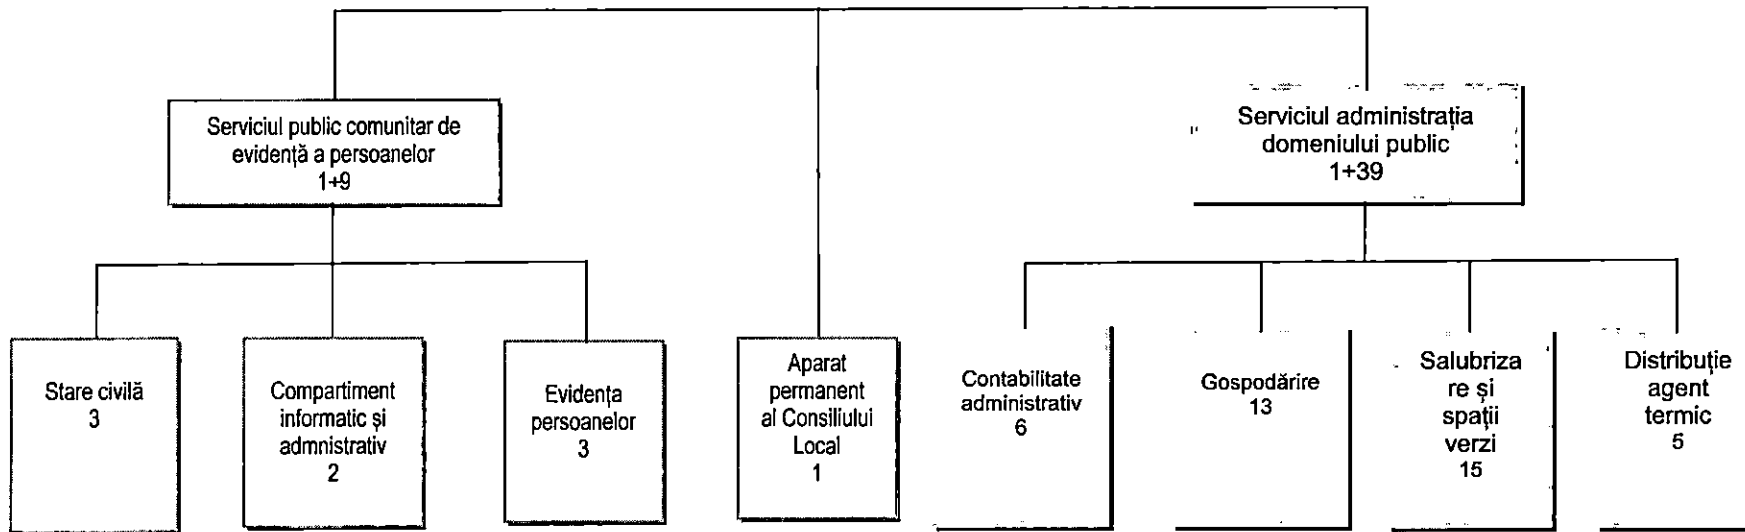 Serviciul public comunitar de
evidență a persoanelor
1+9
Serviciul administrația
domeniului public
1+39
Stare civilă
3
Compartiment
informatic și
admnistrativ
2
Evidența
persoanelor
3
Aparat
permanent
al Consiliului
Local
1
Contabilitate
administrativ
6
Gospodărire
13
Salubriza
re și
spații
verzi
15
Distribuție
agent
termic
5